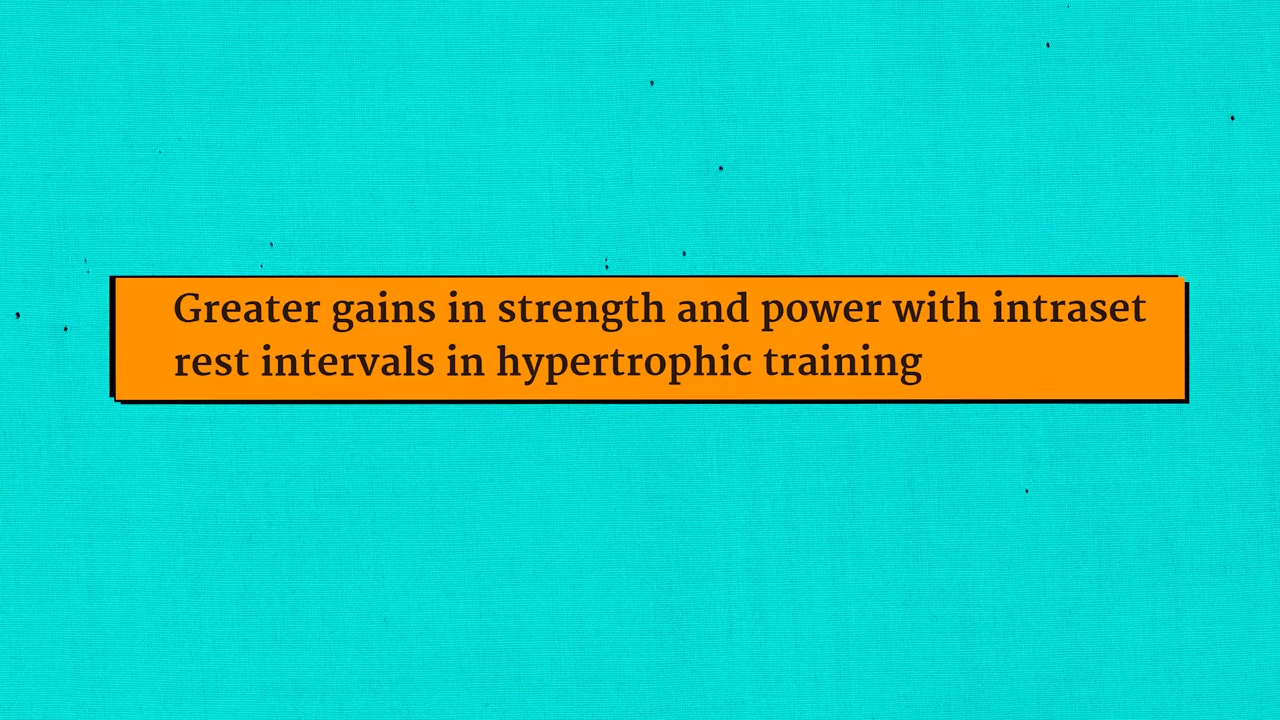 Greater gains in strength and power with intraset
rest intervals in hypertrophic training